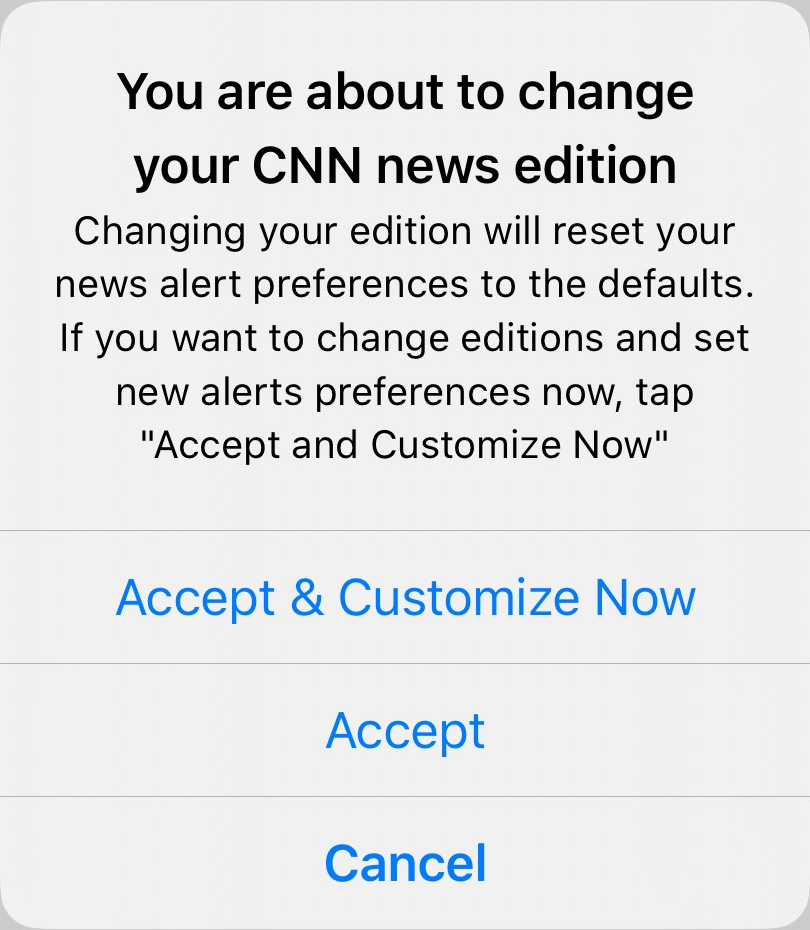 You are about to change
your CNN news edition
Changing your edition will reset your
news alert preferences to the defaults.
If you want to change editions and set
new alerts preferences now, tap
"Accept and Customize Now"
Accept & Customize Now
Accept
Cancel